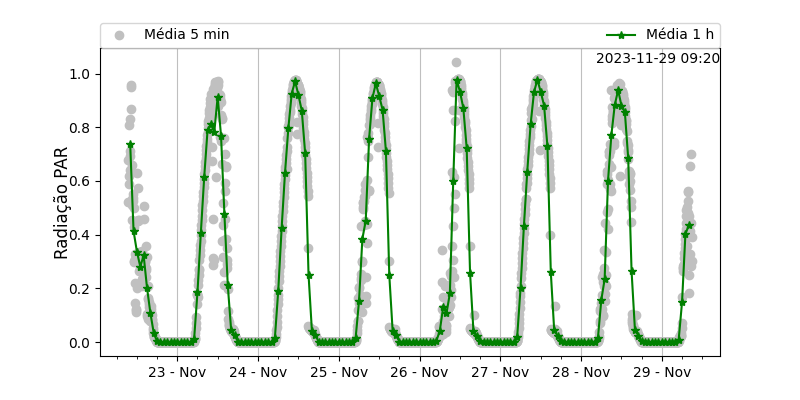 Média 5 min
Média 1 h
2023-11-29 09:20
Radiação PAR
1.0
0.8
0.6
0.4
0.2
0.0
23 - Nov
24 - Nov
25 - Nov
26 - Nov
27 - Nov
28 - Nov
29 - Nov